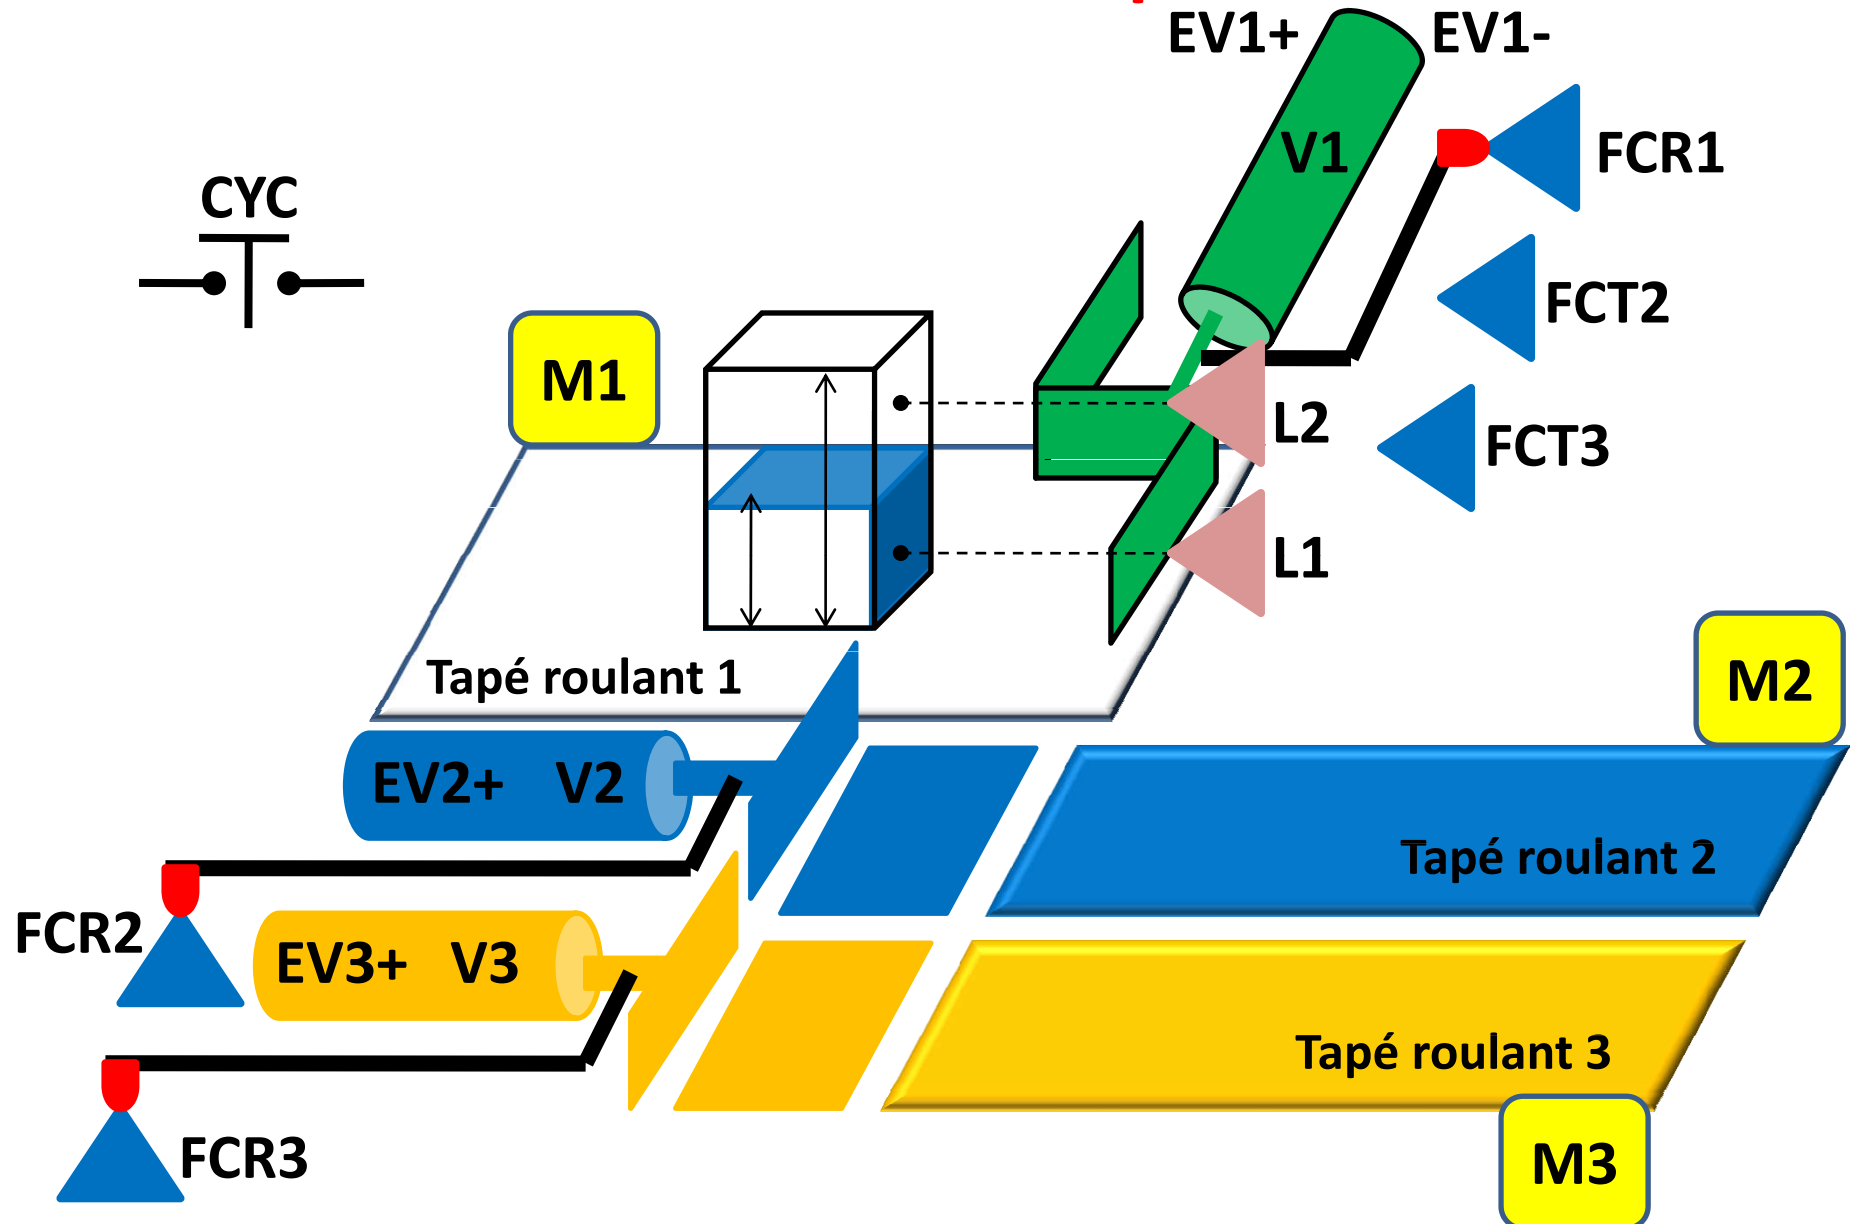 EV1+ EV1-
V1
FCR1
CYC
FCT2
M1
L2
FCT3
L1
Tapé roulant 1
M2
EV2+ V2
Tapé roulant 2
FCR2
EV3+ V3
Tapé roulant 3
FCR3
M3